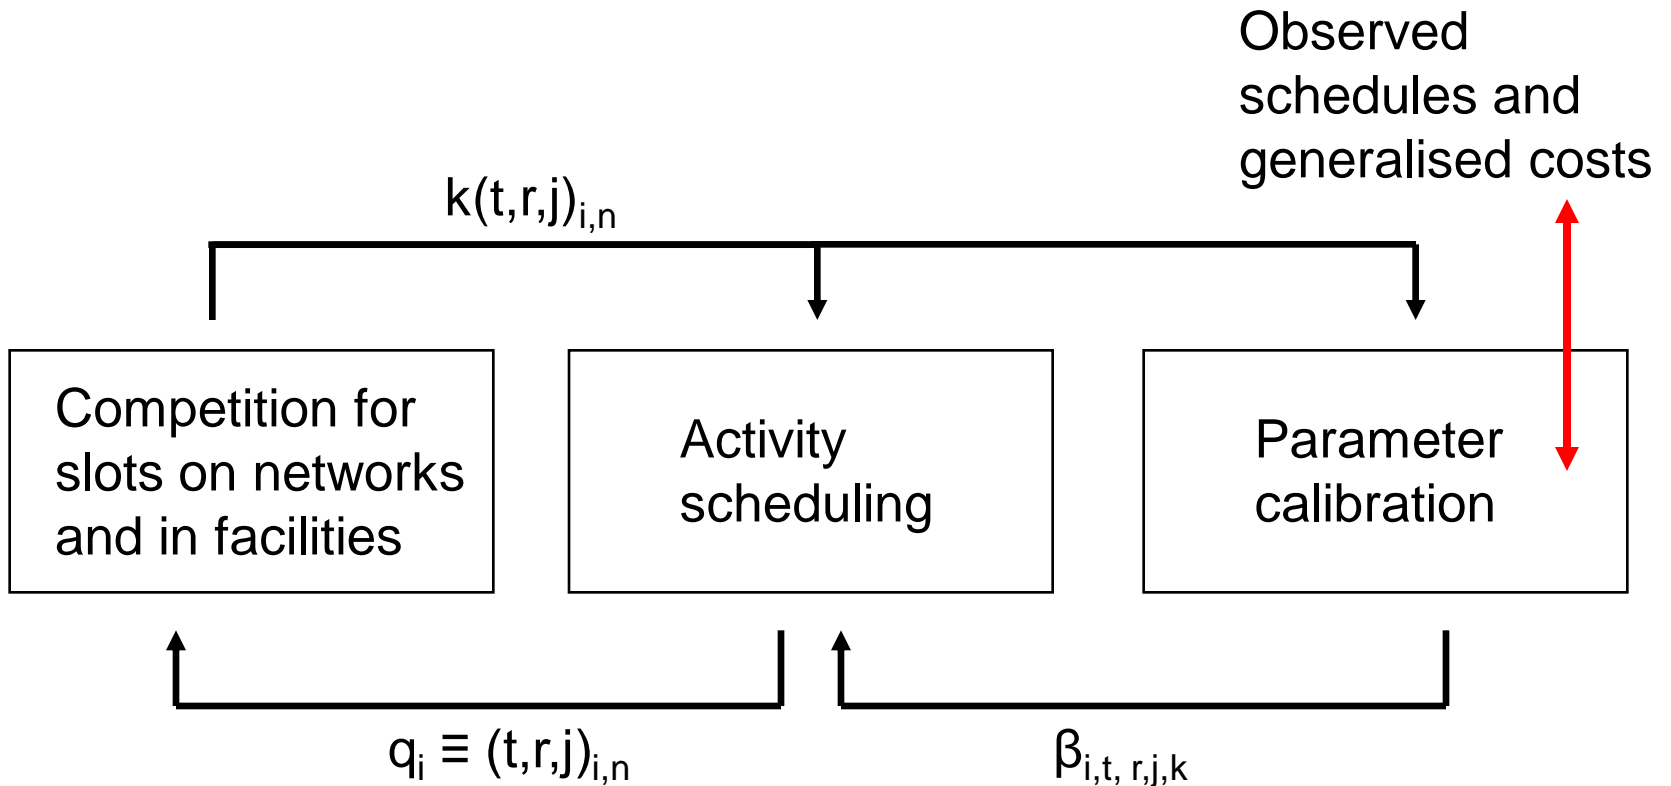 Observed
schedules and
generalised costs
k(t,r,j)i,n
Competition for
slots on networks
and in facilities
Activity
scheduling
Parameter
calibration
qi ≡ (t,r,j)i,n
βi,t, r,j,k